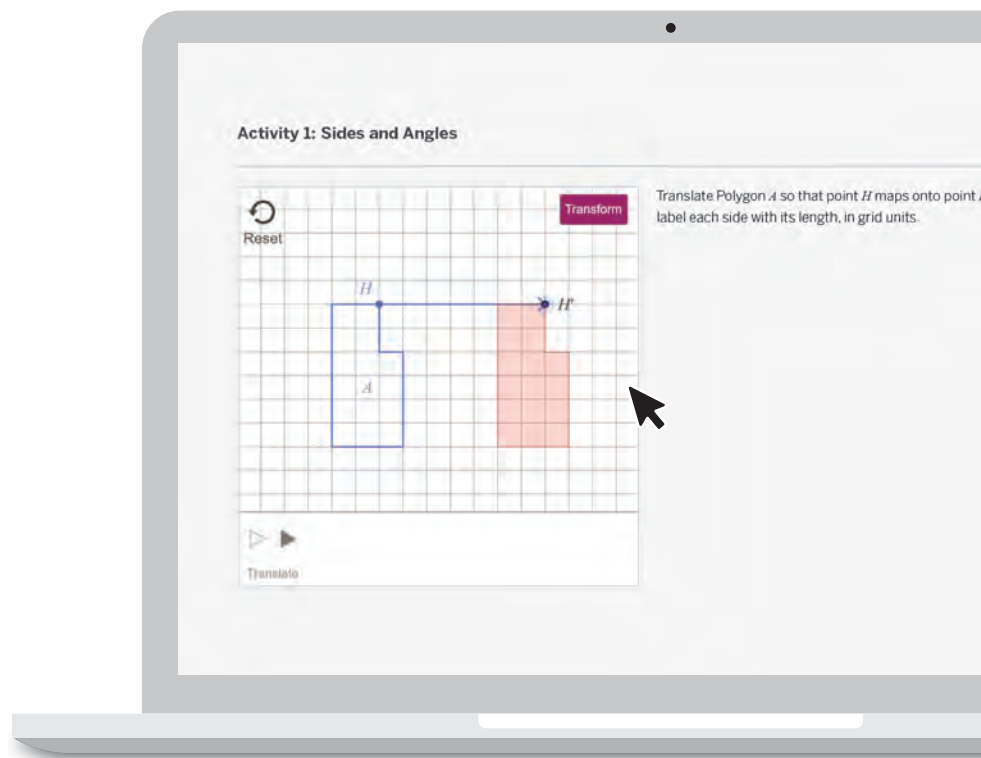 Activity 1: Sides and Angles
Transform
Reset
Translate Polygon A so that point H maps onto point
label each side with its length, in grid units.
H
H'
A
Translate